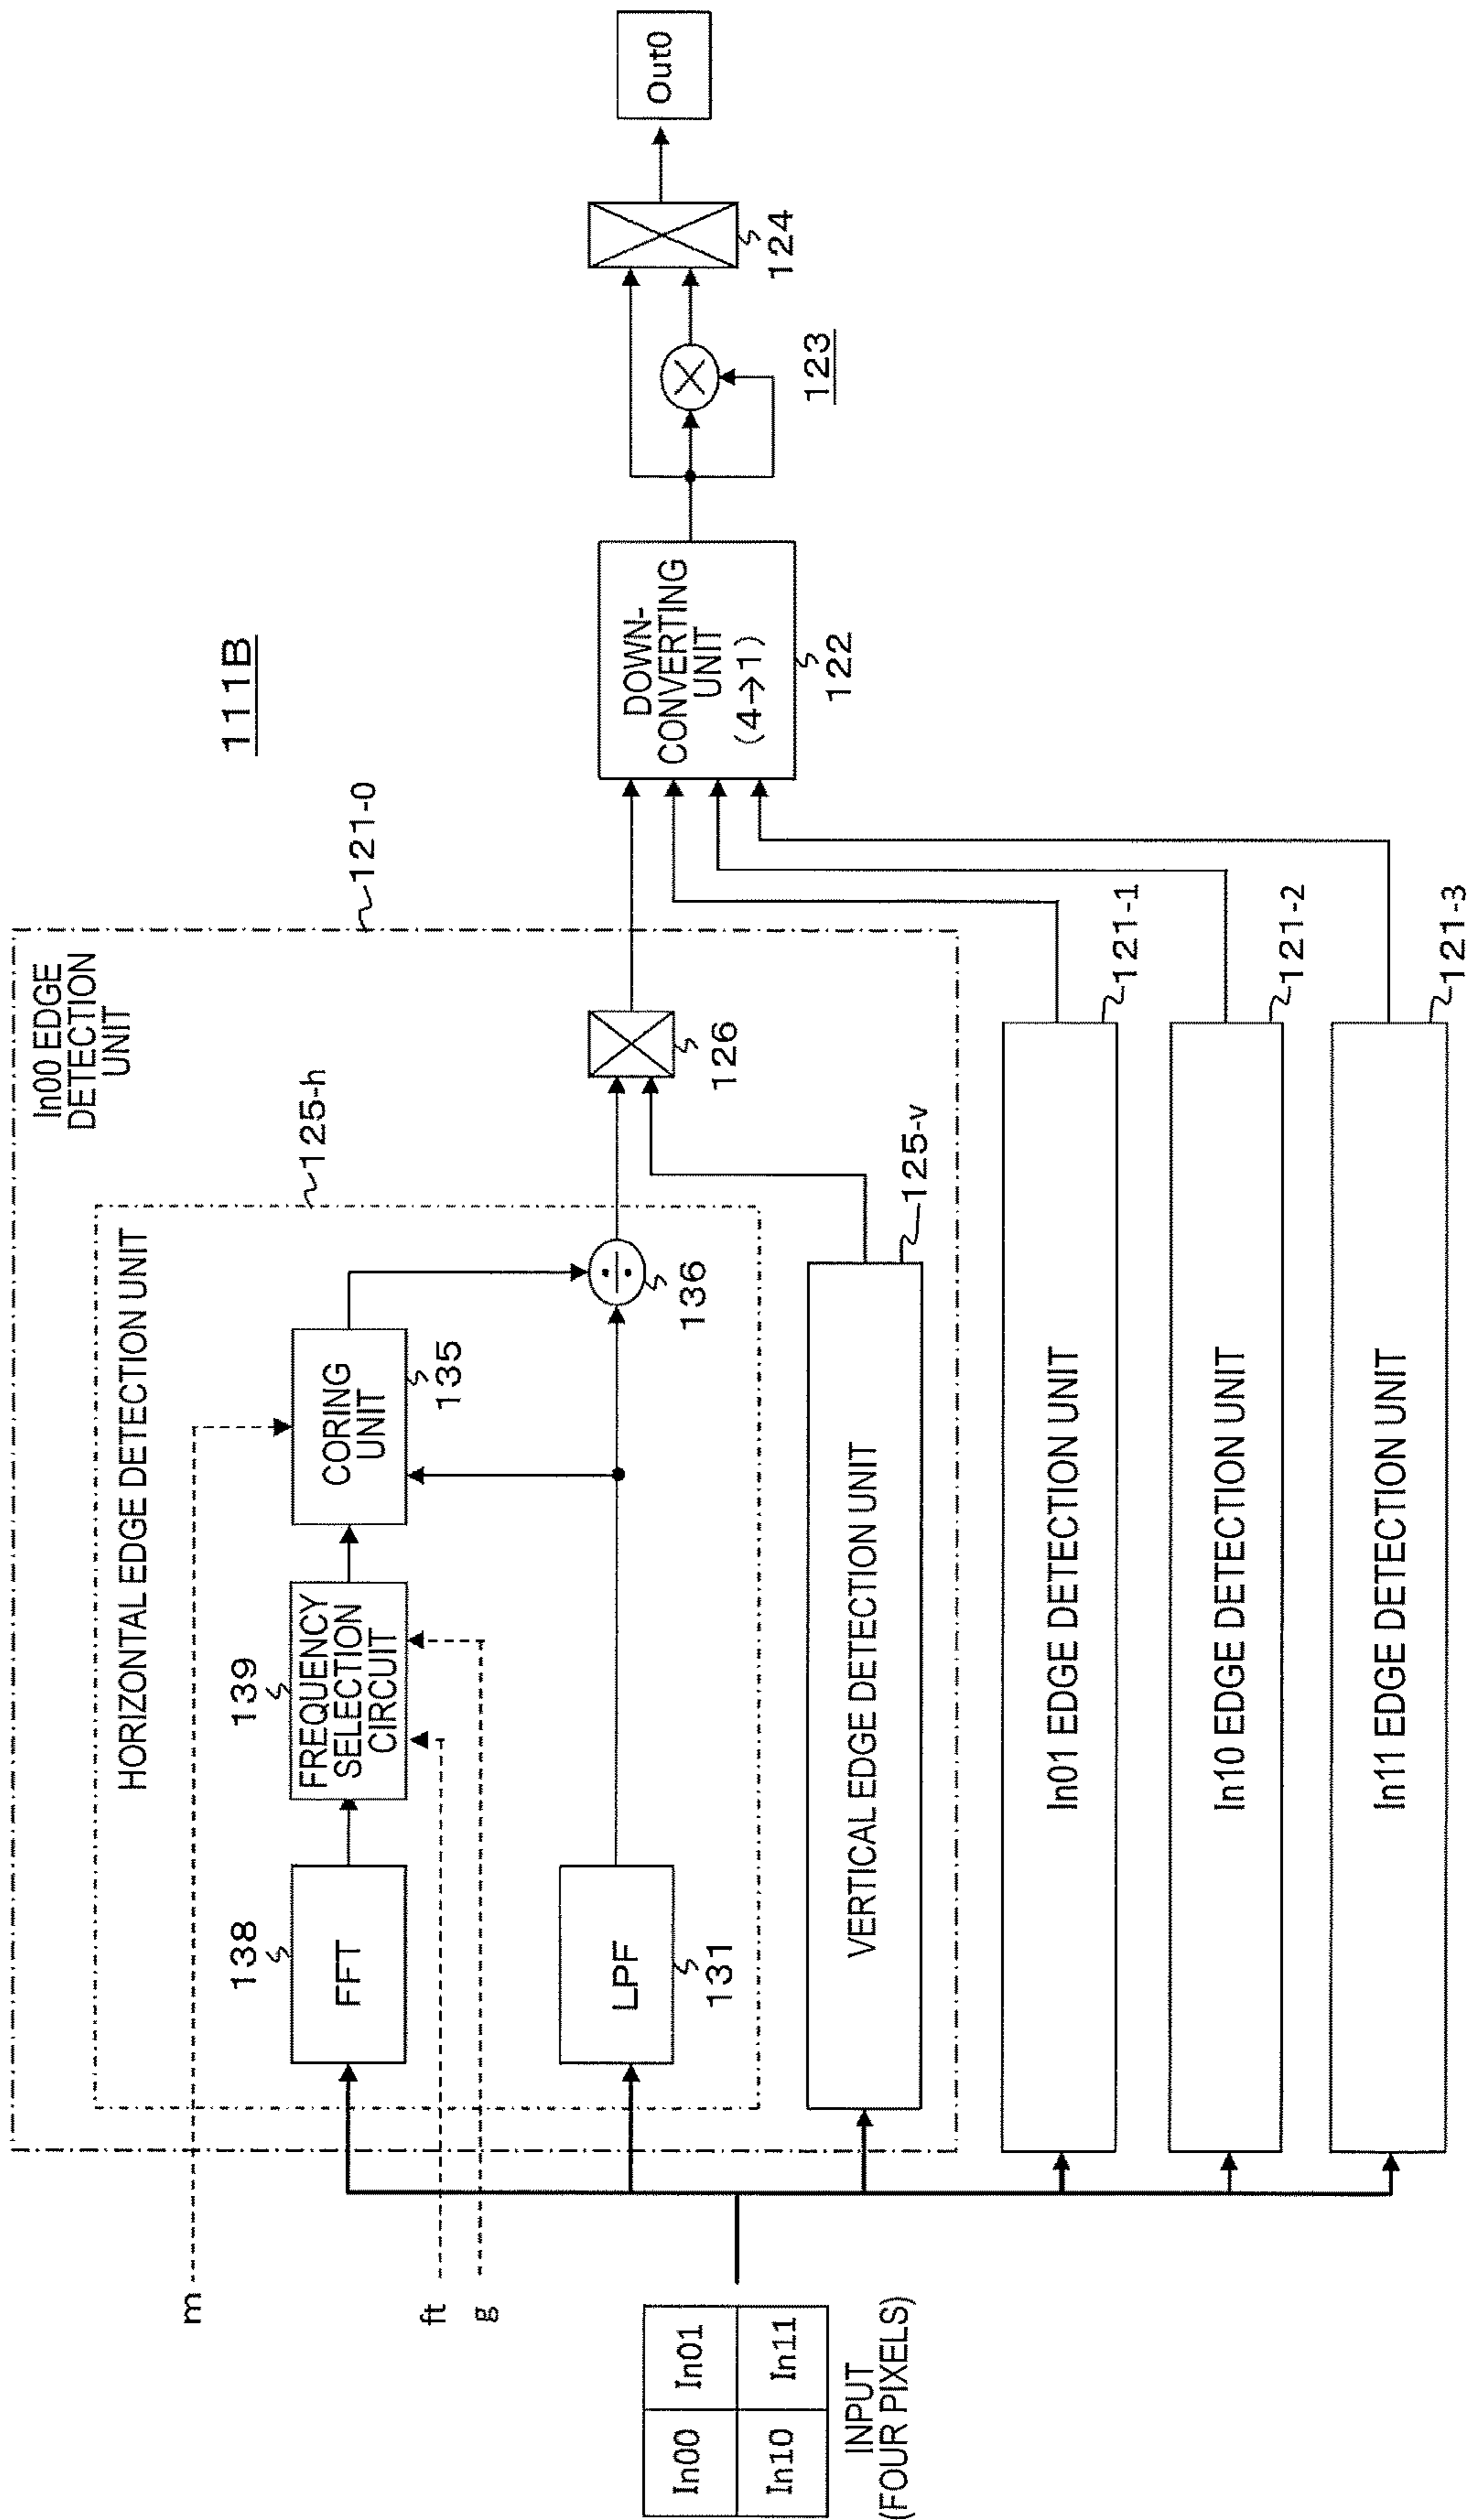 111B
In00 EDGE
DETECTION
UNIT
121-0
HORIZONTAL EDGE DETECTION UNIT
125-h
m
ft
g
138
FFT
139
FREQUENCY
SELECTION
CIRCUIT
CORING
UNIT
135
LPF
131
÷
136
126
VERTICAL EDGE DETECTION UNIT
125-v
In01 EDGE DETECTION UNIT
121-1
In10 EDGE DETECTION UNIT
121-2
In11 EDGE DETECTION UNIT
121-3
In00 In01
In10 In11
INPUT
(FOUR PIXELS)
DOWN-
CONVERTING
UNIT
(4→1)
122
123
124
Out0